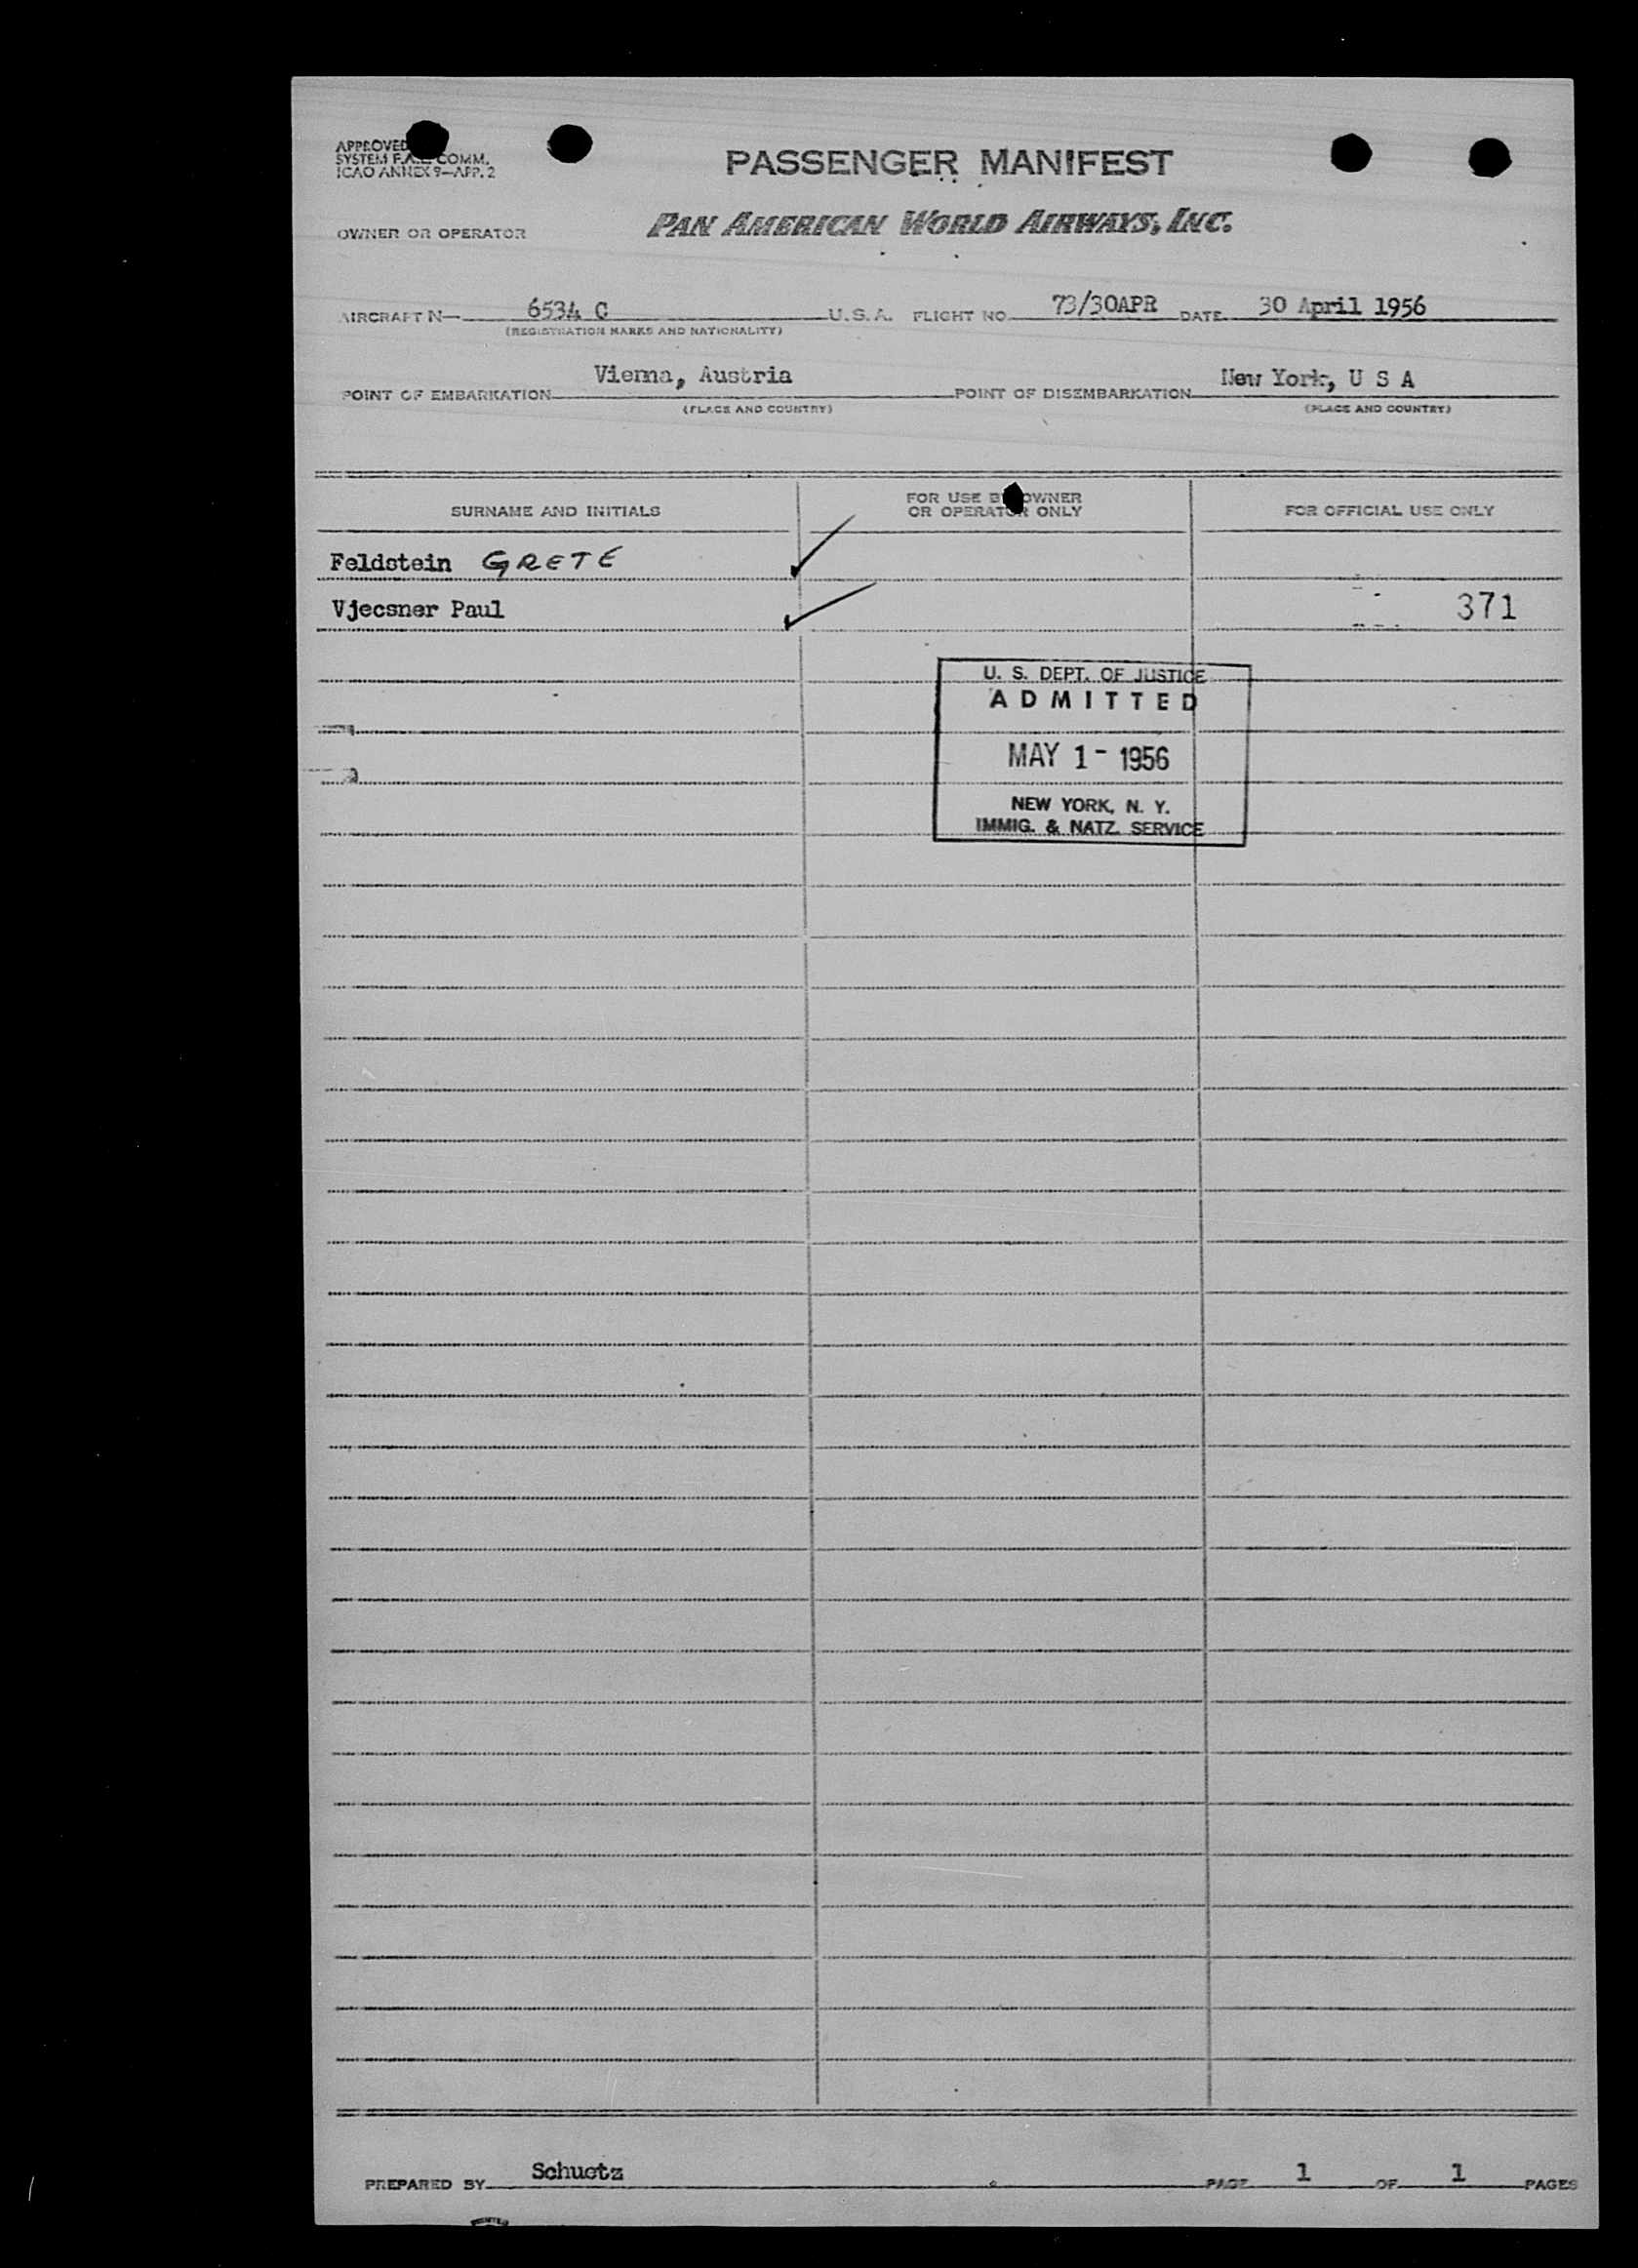 APPROVED
SYSTEM F.A.L. COMM.
ICAO ANNEX 9—APP. 2
PASSENGER MANIFEST
OWNER OR OPERATOR PAN AMERICAN WORLD AIRWAYS, INC.
AIRCRAFT N— 6534 C U.S.A. FLIGHT NO. 73/30APR DATE 30 April 1956
(REGISTRATION MARKS AND NATIONALITY)
POINT OF EMBARKATION Vienna, Austria POINT OF DISEMBARKATION New York, U S A
(PLACE AND COUNTRY) (PLACE AND COUNTRY)
SURNAME AND INITIALS FOR USE BY OWNER OR OPERATOR ONLY FOR OFFICIAL USE ONLY
Feldstein GRETE
Vjecsner Paul 371
U. S. DEPT. OF JUSTICE
ADMITTED
MAY 1 - 1956
NEW YORK, N. Y.
IMMIG. & NATZ. SERVICE
PREPARED BY Schuetz PAGE 1 OF 1 PAGES